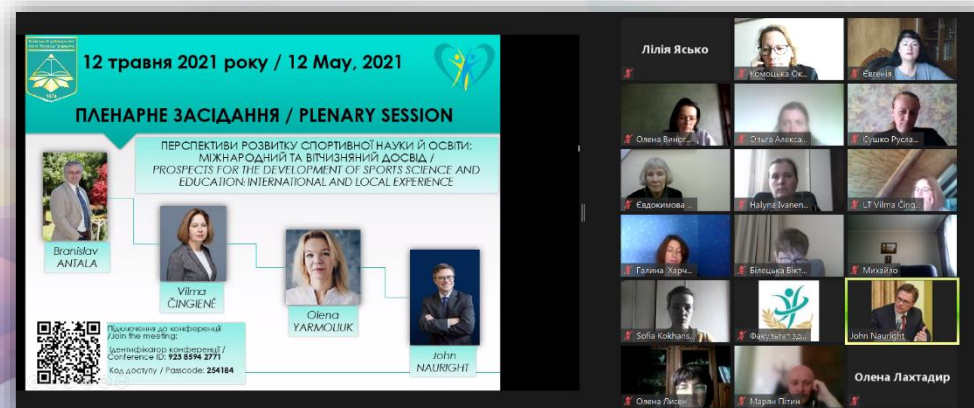 12 травня 2021 року / 12 May, 2021
ПЛЕНАРНЕ ЗАСІДАННЯ / PLENARY SESSION
ПЕРСПЕКТИВИ РОЗВИТКУ СПОРТИВНОЇ НАУКИ Й ОСВІТИ:
МІЖНАРОДНИЙ ТА ВІТЧИЗНЯНИЙ ДОСВІД /
PROSPECTS FOR THE DEVELOPMENT OF SPORTS SCIENCE AND
EDUCATION: INTERNATIONAL AND LOCAL EXPERIENCE
Branislav
ANTALA
Vilma
ČINGIENĖ
Olena
YARMOLIUK
John
NAURIGHT
Підключення до конференції
/Join the meeting:
Ідентифікатор конференції /
Conference ID: 923 8594 2771
Код доступу / Passcode: 254184
Лілія Ясько
Комоцька Ок...
Євгенія
Олена Виног...
Ольга Алекса...
Сушко Русла...
Євдокимова ...
Halyna Ivanen...
LT Vilma Čing...
Галина Харч...
Білецька Вікт...
Михайло
Sofiia Kokhans...
Факультет зд...
John Nauright
Олена Лисен...
Мар'ян Пітин
Олена Лахтадир